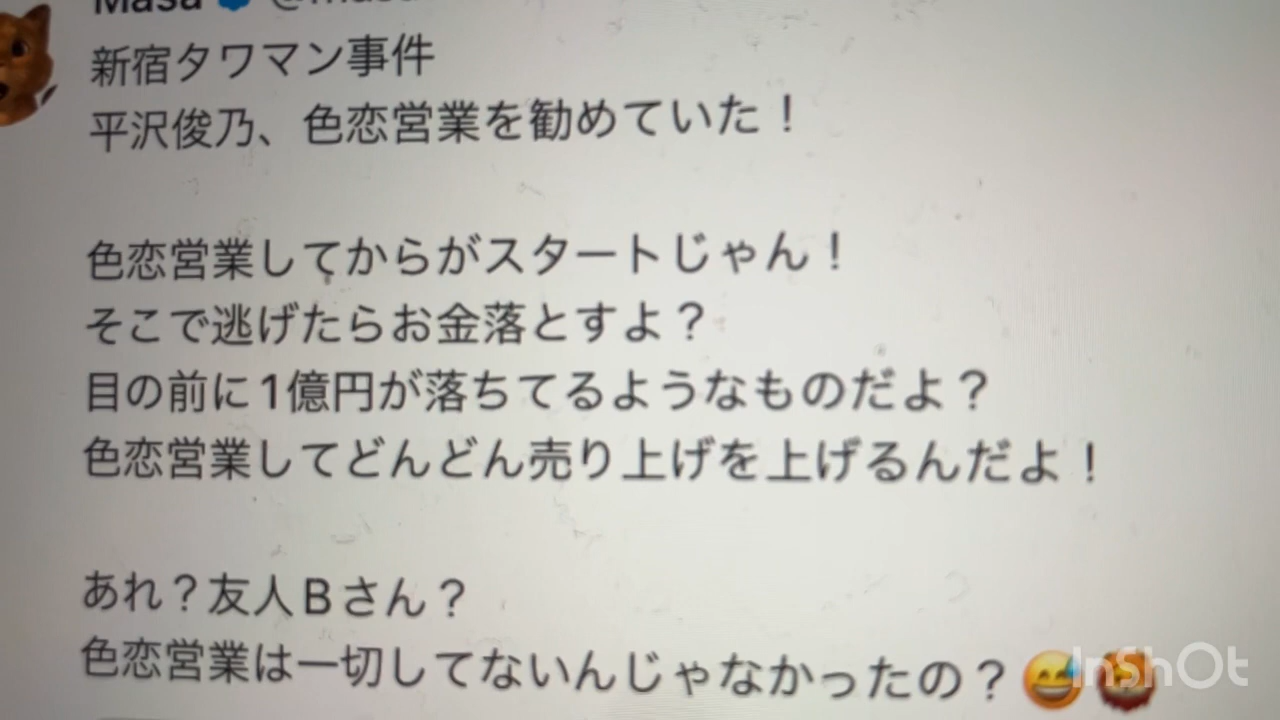 Masa
新宿タワマン事件
平沢俊乃、色恋営業を勧めていた！
色恋営業してからがスタートじゃん！
そこで逃げたらお金落とすよ？
目の前に1億円が落ちてるようなものだよ？
色恋営業してどんどん売り上げを上げるんだよ！
あれ？友人Bさん？
色恋営業は一切してないんじゃなかったの？😅
InShOt